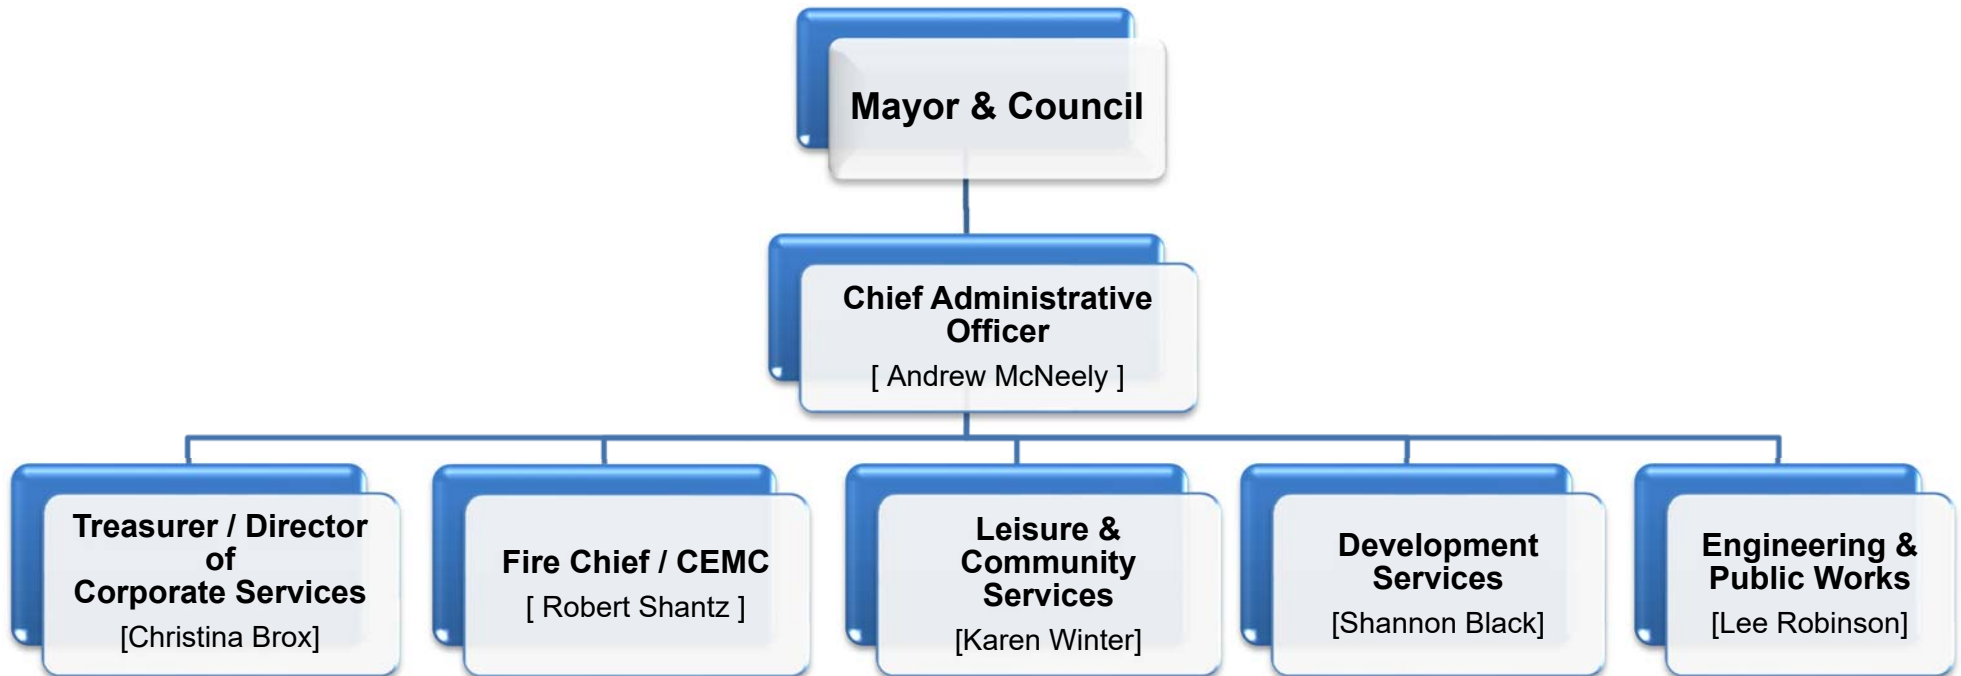 Mayor & Council
Chief Administrative
Officer
[ Andrew McNeely ]
Treasurer / Director
of
Corporate Services
[Christina Brox]
Fire Chief / CEMC
[ Robert Shantz ]
Leisure &
Community
Services
[Karen Winter]
Development
Services
[Shannon Black]
Engineering &
Public Works
[Lee Robinson]